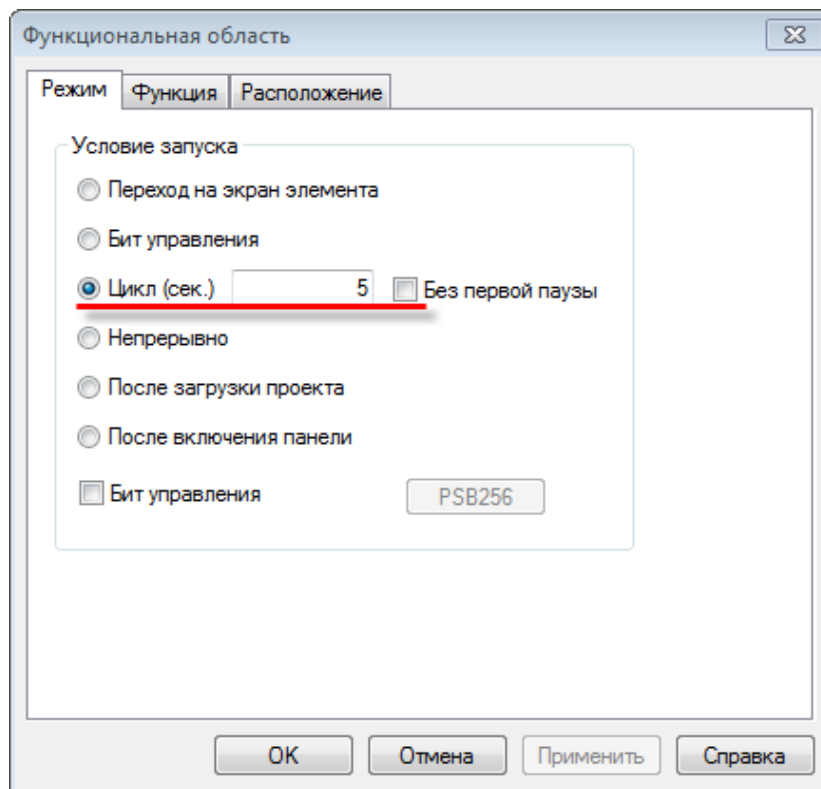 Функциональная область
Режим Функция Расположение
Условие запуска
Переход на экран элемента
Бит управления
Цикл (сек.) 5 Без первой паузы
Непрерывно
После загрузки проекта
После включения панели
Бит управления PSB256
OK Отмена Применить Справка